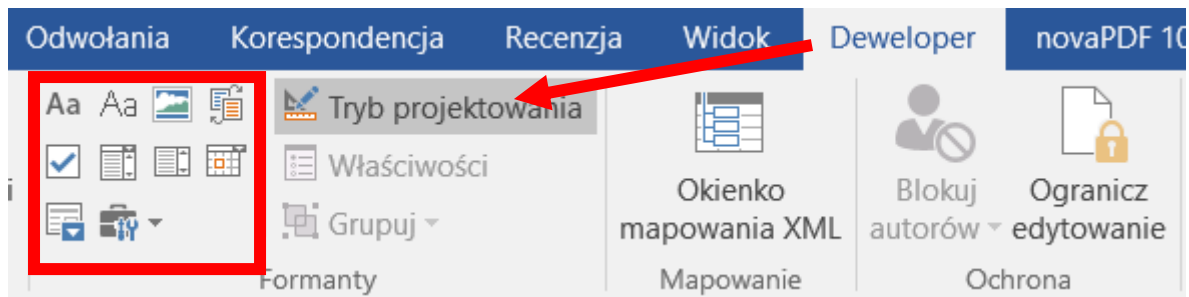 Odwołania Korespondencja Recenzja Widok Deweloper novaPDF 10
Aa Aa Tryb projektowania
Właściwości
Grupuj
Okienko
mapowania XML
Blokuj
autorów
Ogranicz
edytowanie
Formanty Mapowanie Ochrona